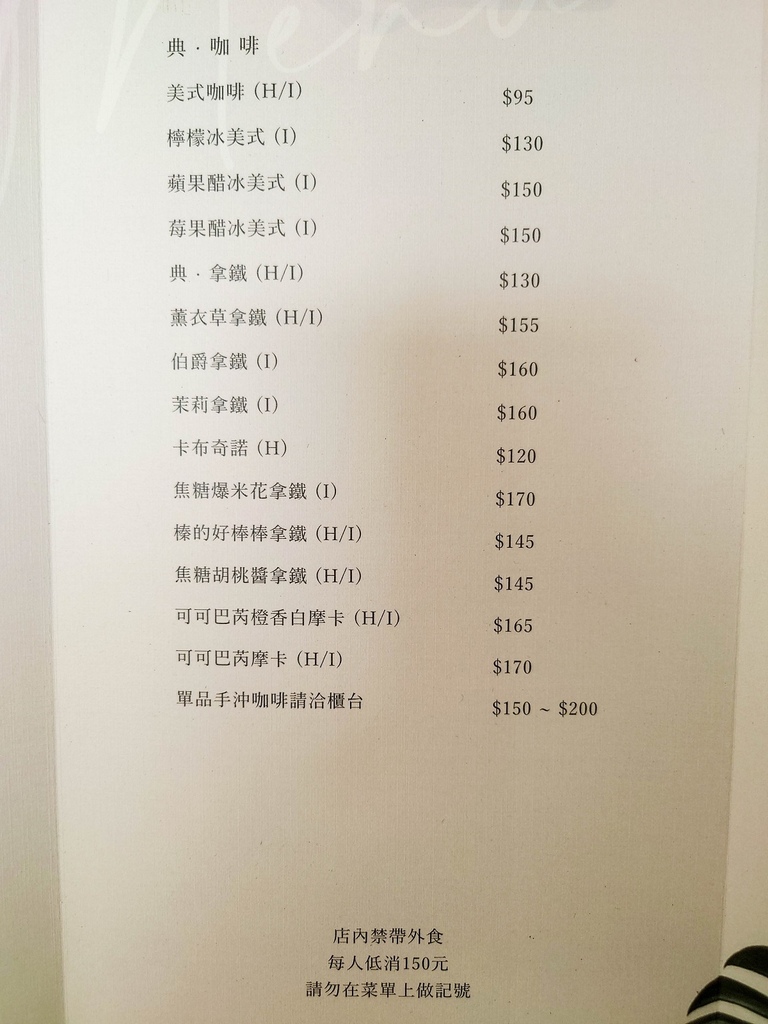 Menu
典．咖 啡
美式咖啡 (H/I) $95
檸檬冰美式 (I) $130
蘋果醋冰美式 (I) $150
莓果醋冰美式 (I) $150
典．拿鐵 (H/I) $130
薰衣草拿鐵 (H/I) $155
伯爵拿鐵 (I) $160
茉莉拿鐵 (I) $160
卡布奇諾 (H) $120
焦糖爆米花拿鐵 (I) $170
榛的好棒棒拿鐵 (H/I) $145
焦糖胡桃醬拿鐵 (H/I) $145
可可巴芮橙香白摩卡 (H/I) $165
可可巴芮摩卡 (H/I) $170
單品手沖咖啡請洽櫃台 $150 ~ $200
店內禁帶外食
每人低消150元
請勿在菜單上做記號